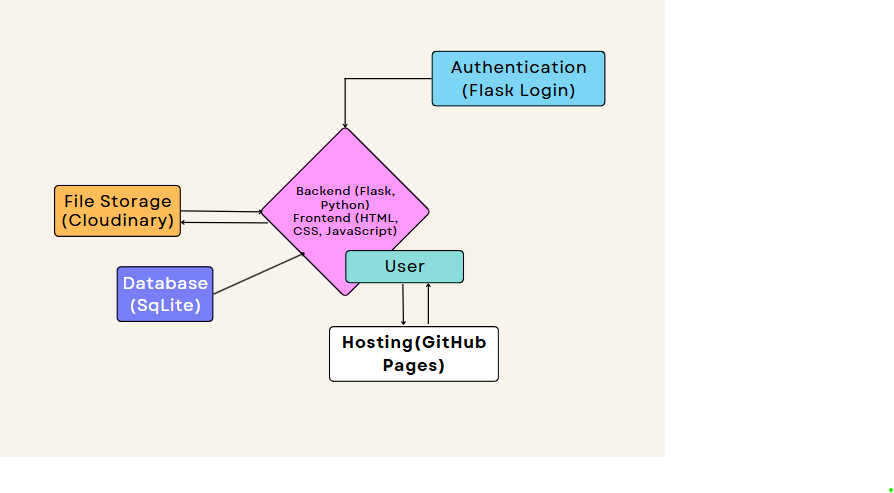 Authentication
(Flask Login)
Backend (Flask,
Python)
Frontend (HTML,
CSS, JavaScript)
File Storage
(Cloudinary)
User
Database
(SqLite)
Hosting(GitHub
Pages)